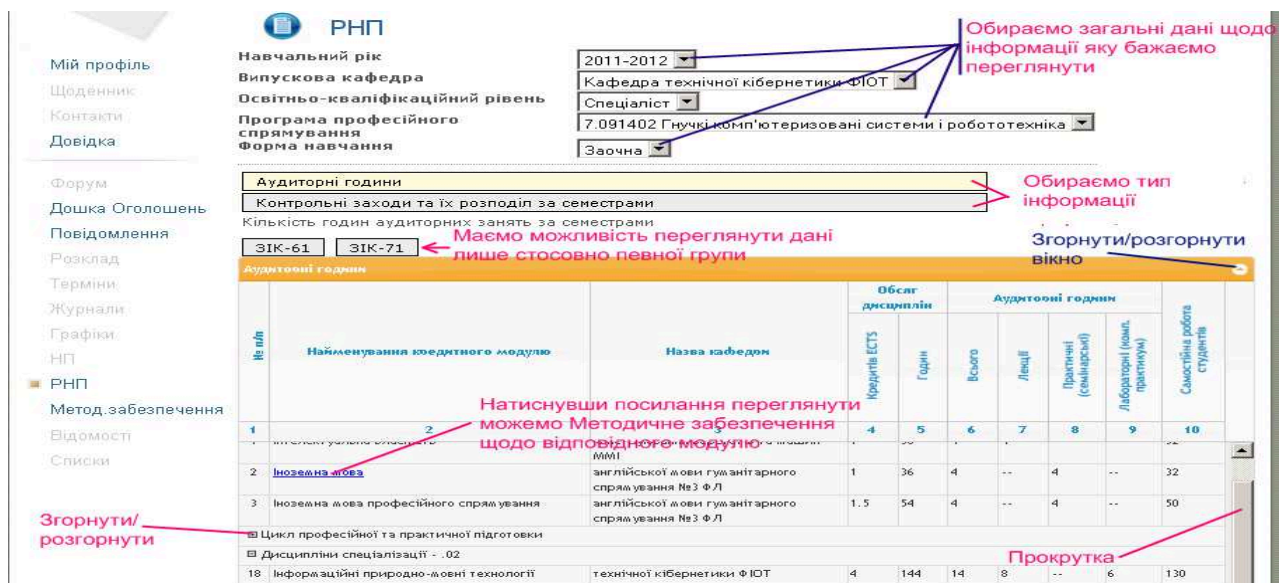 РНП
Обираємо загальні дані щодо
інформації яку бажаємо
переглянути
Мій профіль
Щоденник
Контакти
Довідка
Форум
Дошка Оголошень
Повідомлення
Розклад
Терміни
Журнали
Графіки
НП
РНП
Метод.забезпечення
Відомості
Списки
Навчальний рік
2011-2012
Випускова кафедра
Кафедра технічної кібернетики ФІОТ
Освітньо-кваліфікаційний рівень
Спеціаліст
Програма професійного
спрямування
7.091402 Гнучкі комп'ютеризовані системи і робототехніка
Форма навчання
Заочна
Аудиторні години
Контрольні заходи та їх розподіл за семестрами
Обираємо тип
інформації
Кількість годин аудиторних занять за семестрами
ЗІК-61
ЗІК-71
Маємо можливість переглянути дані
лише стосовно певної групи
Згорнути/розгорнути
вікно
Аудиторні години
№ п/п
Найменування кредитного модулю
Назва кафедри
Обсяг
дисциплін
Аудиторні години
Кредитів ECTS
Годин
Всього
Лекції
Практичні
(семінарські)
Лабораторні (комп.
практикум)
Самостійна робота
студентів
Натиснувши посилання переглянути
можемо Методичне забезпечення
щодо відповідного модулю
1 2 3 4 5 6 7 8 9 10
ММІ
2 Іноземна мова англійської мови гуманітарного 1 36 4 -- 4 -- 32
спрямування №3 ФЛ
3 Іноземна мова професійного спрямування англійської мови гуманітарного 1.5 54 4 -- 4 -- 50
спрямування №3 ФЛ
Згорнути/
розгорнути
Цикл професійної та практичної підготовки
Дисципліни спеціалізації - .02
Прокрутка
18 Інформаційні природно-мовні технології технічної кібернетики ФІОТ 4 144 14 8 -- 6 130